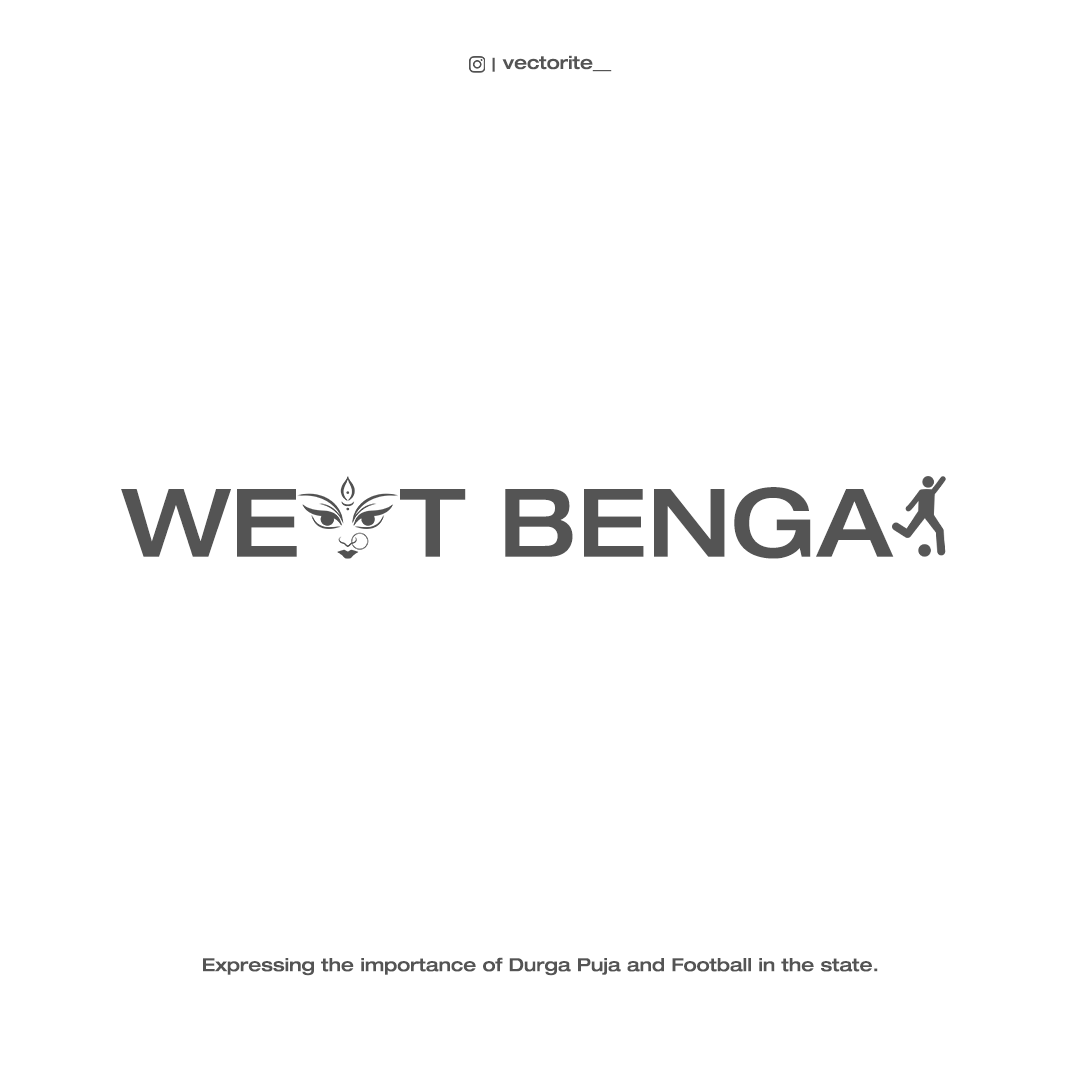 | vectorite__
WE T BENGA
Expressing the importance of Durga Puja and Football in the state.